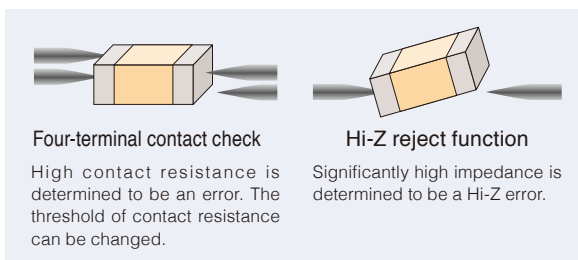 Four-terminal contact check
High contact resistance is
determined to be an error. The
threshold of contact resistance
can be changed.
Hi-Z reject function
Significantly high impedance is
determined to be a Hi-Z error.